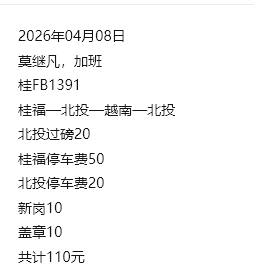 2026年04月08日
莫继凡，加班
桂FB1391
桂福—北投—越南—北投
北投过磅20
桂福停车费50
北投停车费20
新岗10
盖章10
共计110元